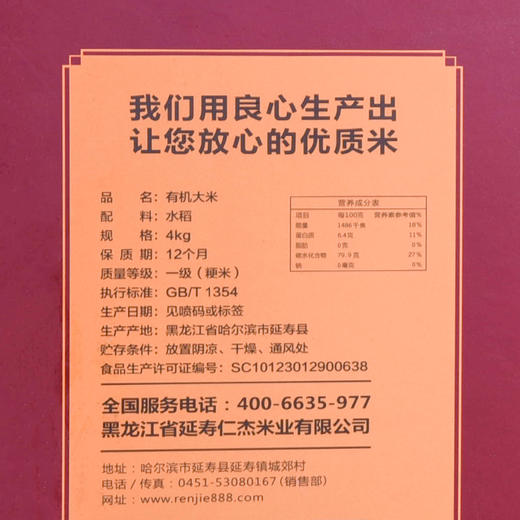 我们用良心生产出
让您放心的优质米
品名：有机大米
配料：水稻
规格：4kg
保质期：12个月
质量等级：一级（粳米）
执行标准：GB/T 1354
生产日期：见喷码或标签
生产产地：黑龙江省哈尔滨市延寿县
贮存条件：放置阴凉、干燥、通风处
食品生产许可证编号：SC10123012900638
营养成分表
项目 每100克 营养素参考值%
能量 1486千焦 18%
蛋白质 6.4克 11%
脂肪 0克 0%
碳水化合物 79.9克 27%
钠 0毫克 0%
全国服务电话：400-6635-977
黑龙江省延寿仁杰米业有限公司
地址：哈尔滨市延寿县延寿镇城郊村
电话/传真：0451-53080167(销售部)
网址：www.renjie888.com